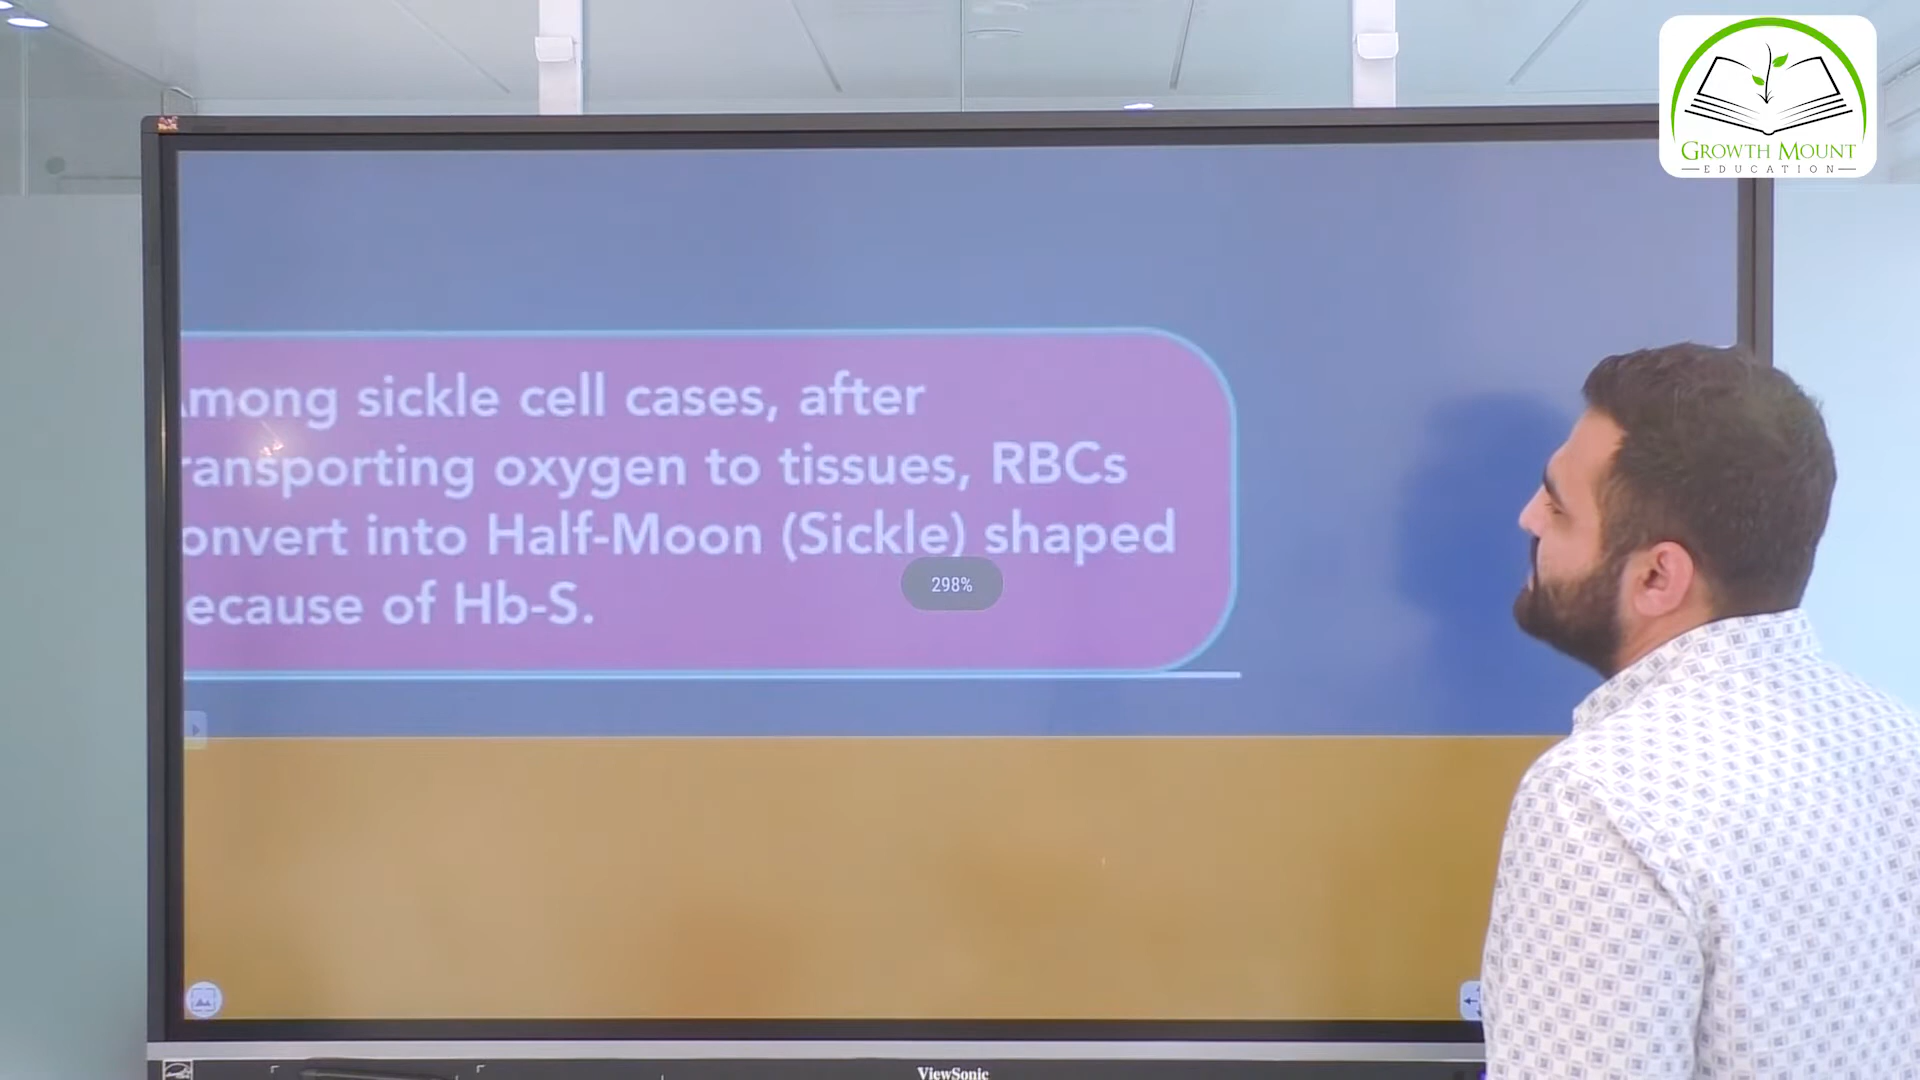 GROWTH MOUNT
EDUCATION
mong sickle cell cases, after
ransporting oxygen to tissues, RBCs
onvert into Half-Moon (Sickle) shaped
ecause of Hb-S.
298%
ViewSonic